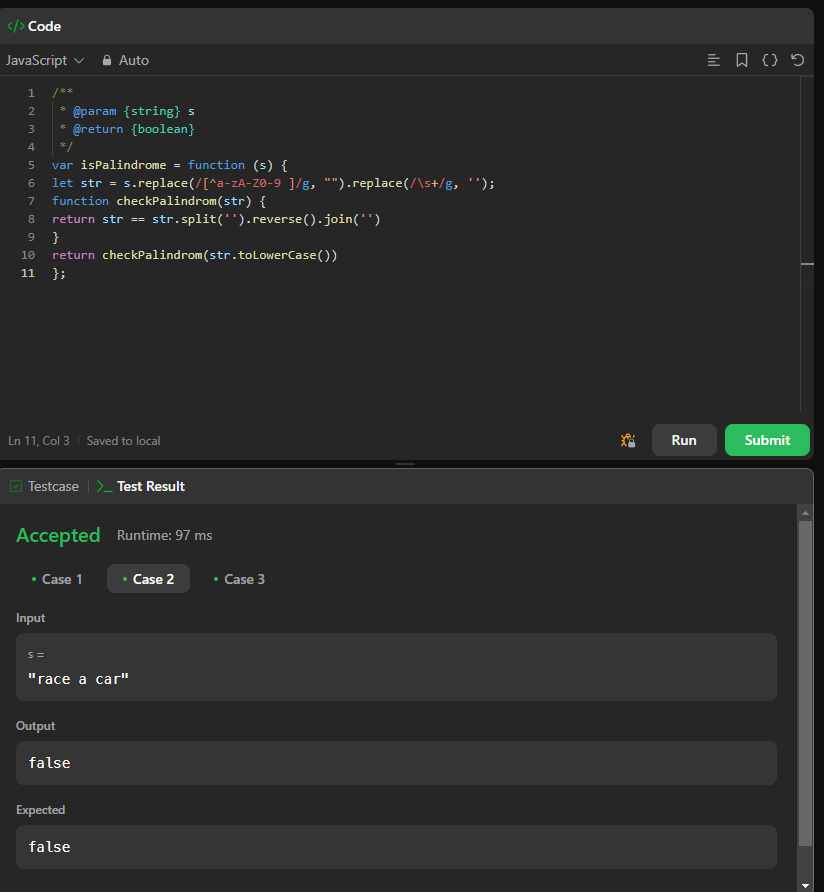 </> Code
JavaScript Auto
1 /**
2 * @param {string} s
3 * @return {boolean}
4 */
5 var isPalindrome = function (s) {
6 let str = s.replace(/[^a-zA-Z0-9 ]/g, "").replace(/\s+/g, '');
7 function checkPalindrom(str) {
8 return str == str.split('').reverse().join('')
9 }
10 return checkPalindrom(str.toLowerCase())
11 };
Ln 11, Col 3 Saved to local Run Submit
Testcase >_ Test Result
Accepted Runtime: 97 ms
• Case 1 • Case 2 • Case 3
Input
s =
"race a car"
Output
false
Expected
false